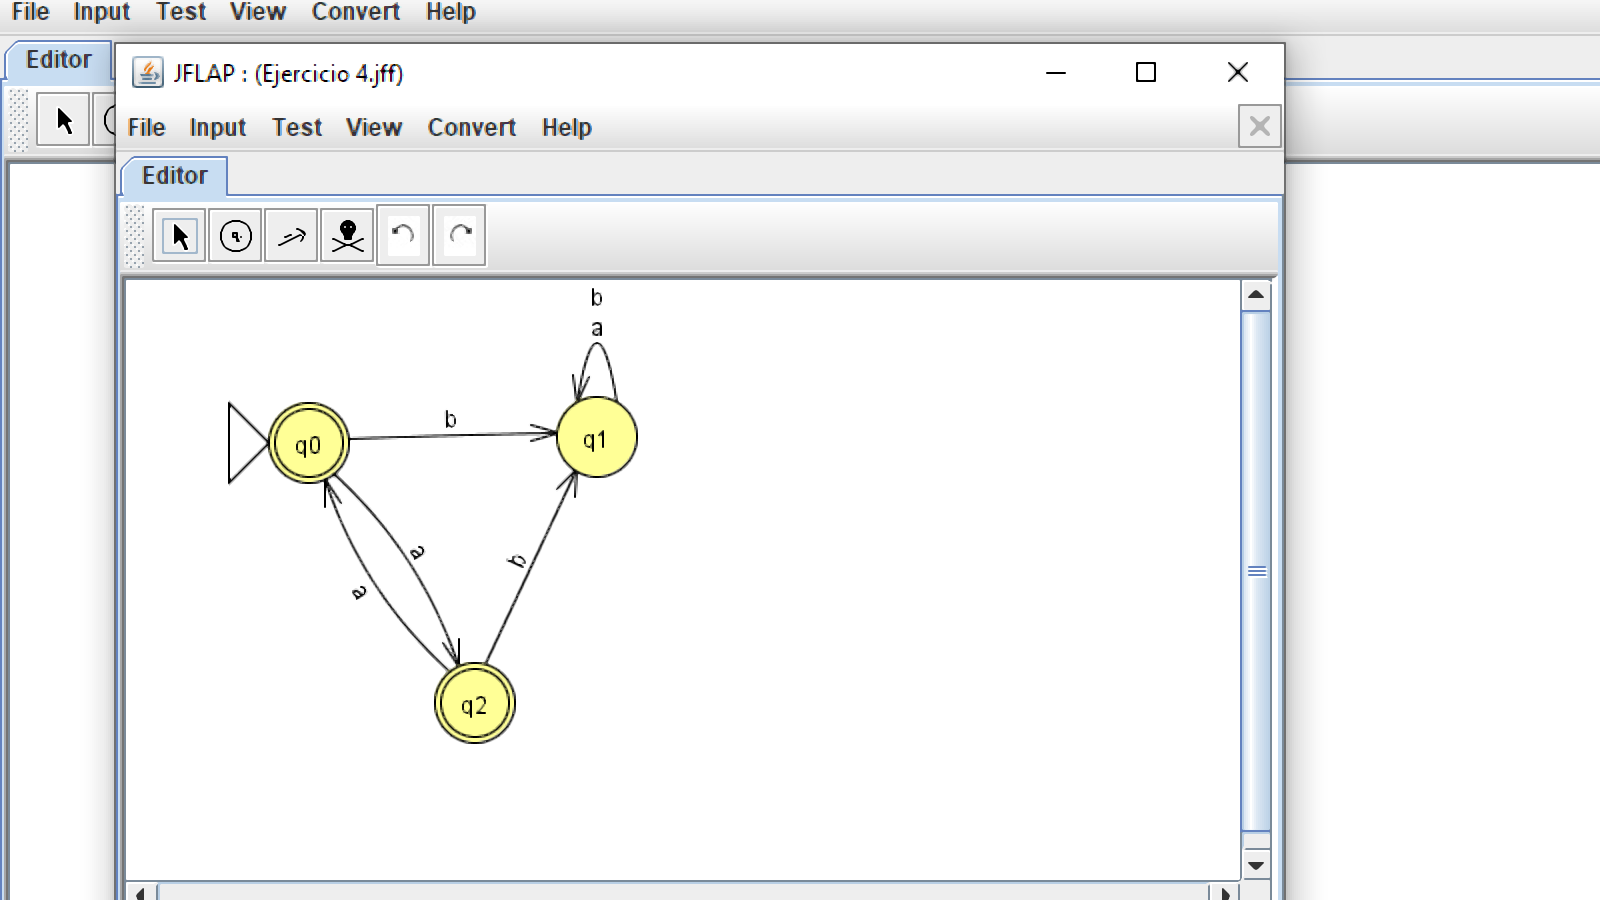 File Input Test View Convert Help
Editor
JFLAP : (Ejercicio 4.jff)
File Input Test View Convert Help
Editor
q
b
a
b
q0
q1
a
a
b
q2